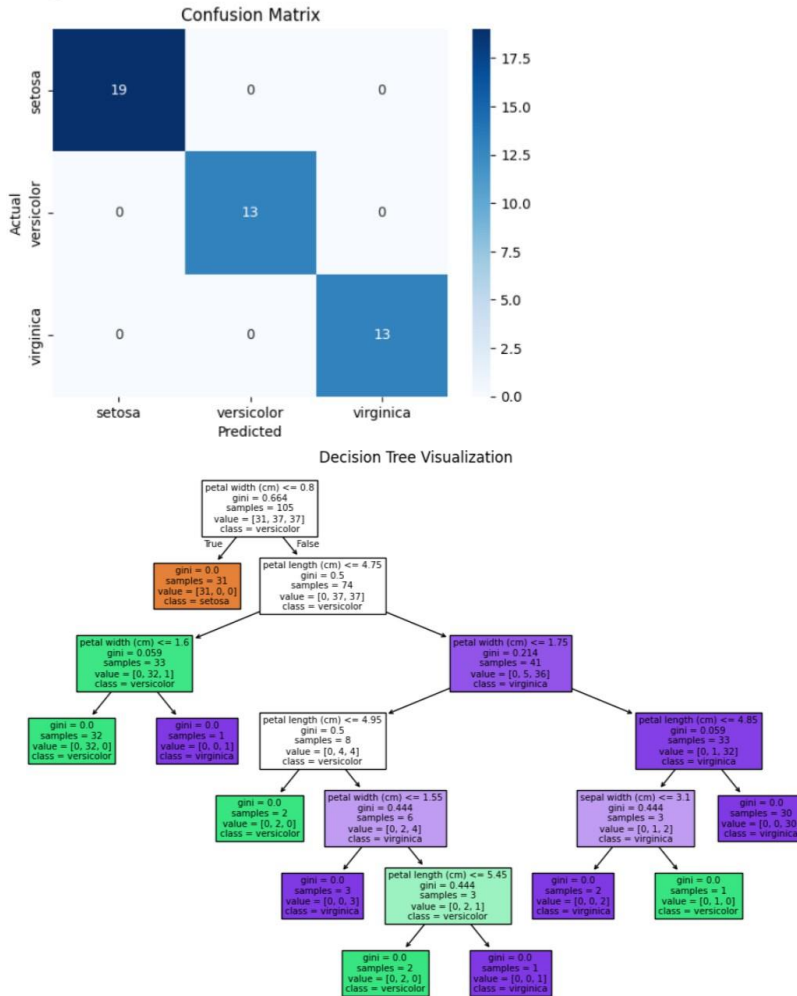 Confusion Matrix
setosa
versicolor
virginica
Actual
19 0 0
0 13 0
0 0 13
setosa versicolor virginica
Predicted
17.5
15.0
12.5
10.0
7.5
5.0
2.5
0.0
Decision Tree Visualization
petal width (cm) <= 0.8
gini = 0.664
samples = 105
value = [31, 37, 37]
class = versicolor
True
False
gini = 0.0
samples = 31
value = [31, 0, 0]
class = setosa
petal length (cm) <= 4.75
gini = 0.5
samples = 74
value = [0, 37, 37]
class = versicolor
petal width (cm) <= 1.6
gini = 0.059
samples = 33
value = [0, 32, 1]
class = versicolor
petal width (cm) <= 1.75
gini = 0.214
samples = 41
value = [0, 5, 36]
class = virginica
gini = 0.0
samples = 32
value = [0, 32, 0]
class = versicolor
gini = 0.0
samples = 1
value = [0, 0, 1]
class = virginica
petal length (cm) <= 4.95
gini = 0.5
samples = 8
value = [0, 4, 4]
class = versicolor
petal length (cm) <= 4.85
gini = 0.059
samples = 33
value = [0, 1, 32]
class = virginica
gini = 0.0
samples = 2
value = [0, 2, 0]
class = versicolor
petal width (cm) <= 1.55
gini = 0.444
samples = 6
value = [0, 2, 4]
class = virginica
sepal width (cm) <= 3.1
gini = 0.444
samples = 3
value = [0, 1, 2]
class = virginica
gini = 0.0
samples = 30
value = [0, 0, 30]
class = virginica
gini = 0.0
samples = 3
value = [0, 0, 3]
class = virginica
petal length (cm) <= 5.45
gini = 0.444
samples = 3
value = [0, 2, 1]
class = versicolor
gini = 0.0
samples = 2
value = [0, 0, 2]
class = virginica
gini = 0.0
samples = 1
value = [0, 1, 0]
class = versicolor
gini = 0.0
samples = 2
value = [0, 2, 0]
class = versicolor
gini = 0.0
samples = 1
value = [0, 0, 1]
class = virginica